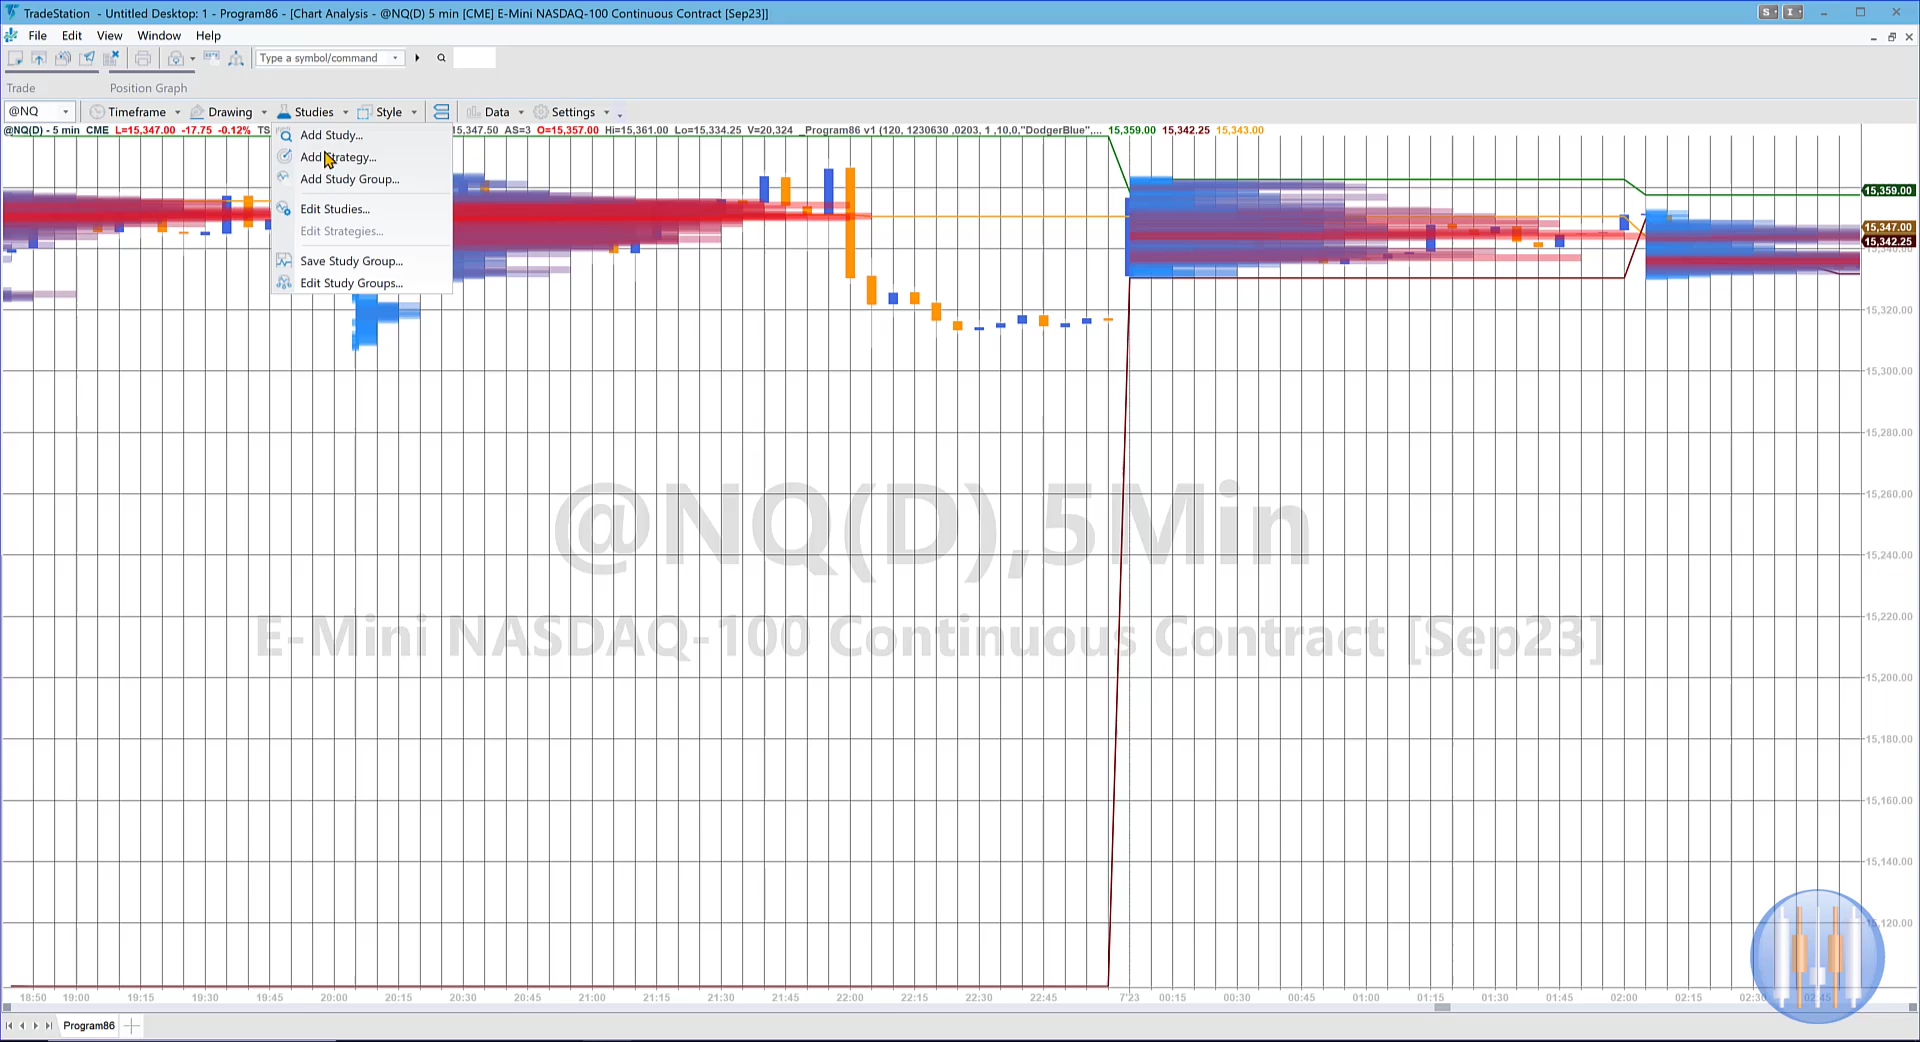 TradeStation - Untitled Desktop: 1 - Program86 - [Chart Analysis - @NQ(D) 5 min [CME] E-Mini NASDAQ-100 Continuous Contract [Sep23]]
S
I
File Edit View Window Help
Type a symbol/command
Trade Position Graph
@NQ Timeframe Drawing Studies Style Data Settings
@NQ(D) - 5 min CME L=15,347.00 -17.75 -0.12% TS 15,347.50 AS=3 O=15,357.00 Hi=15,361.00 Lo=15,334.25 V=20,324 _Program86 v1 (120, 1230630 ,0203, 1 ,10,0,"DodgerBlue",... 15,359.00 15,342.25 15,343.00
Add Study...
Add Strategy...
Add Study Group...
Edit Studies...
Edit Strategies...
Save Study Group...
Edit Study Groups...
15,359.00
15,347.00
15,342.25
15,320.00
15,300.00
15,280.00
15,260.00
15,240.00
15,220.00
15,200.00
15,180.00
15,160.00
15,140.00
15,120.00
@NQ(D),5Min
E-Mini NASDAQ-100 Continuous Contract [Sep23]
18:50 19:00 19:15 19:30 19:45 20:00 20:15 20:30 20:45 21:00 21:15 21:30 21:45 22:00 22:15 22:30 22:45 7'23 00:15 00:30 00:45 01:00 01:15 01:30 01:45 02:00 02:15 02:30 02:45
Program86